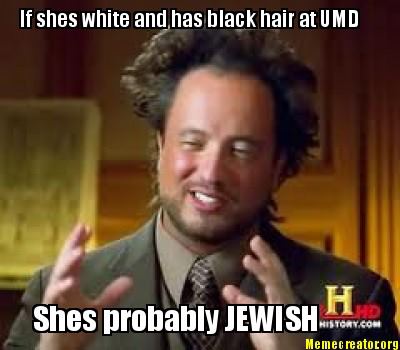 If shes white and has black hair at UMD
H HD
HISTORY.COM
Shes probably JEWISH
Memecreator.org